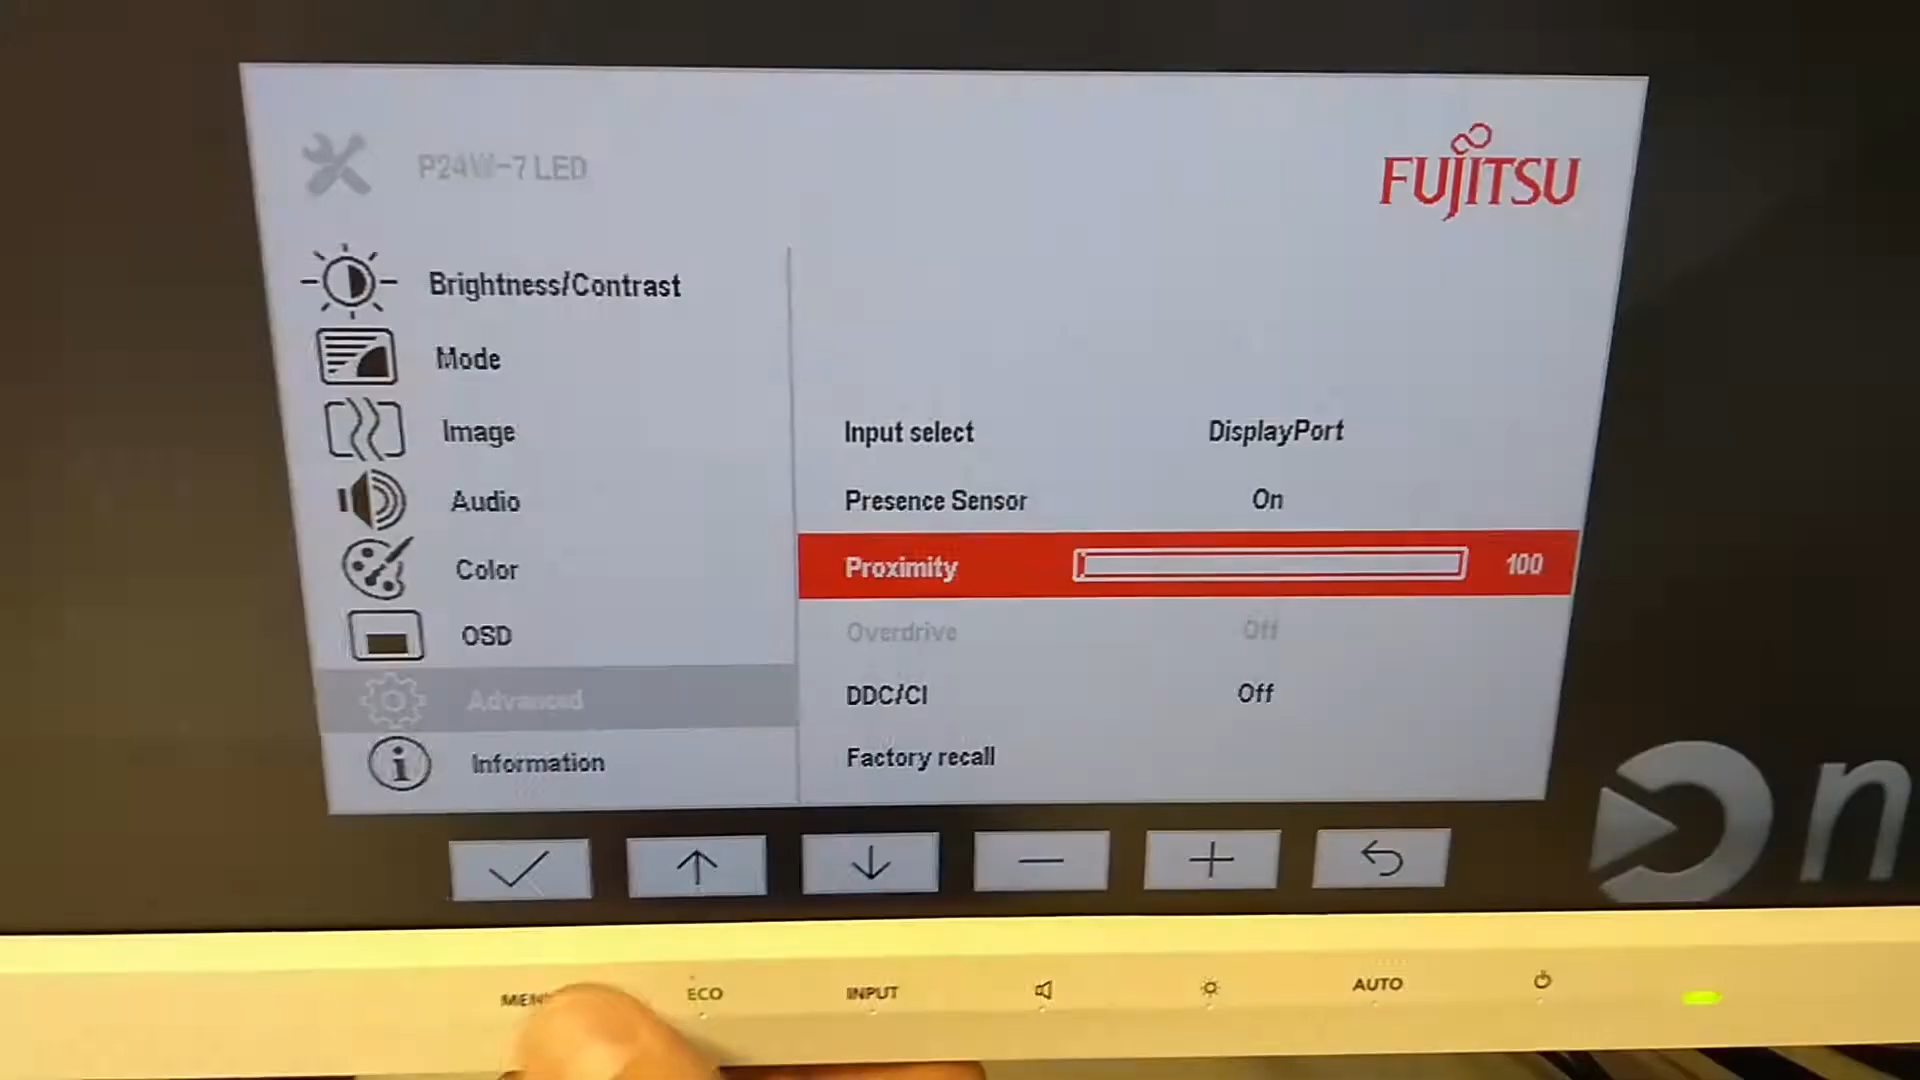 P24W-7 LED
FUJITSU
Brightness/Contrast
Mode
Image
Audio
Color
OSD
Advanced
Information
Input select DisplayPort
Presence Sensor On
Proximity 100
Overdrive Off
DDC/CI Off
Factory recall
n
ECO
INPUT
AUTO